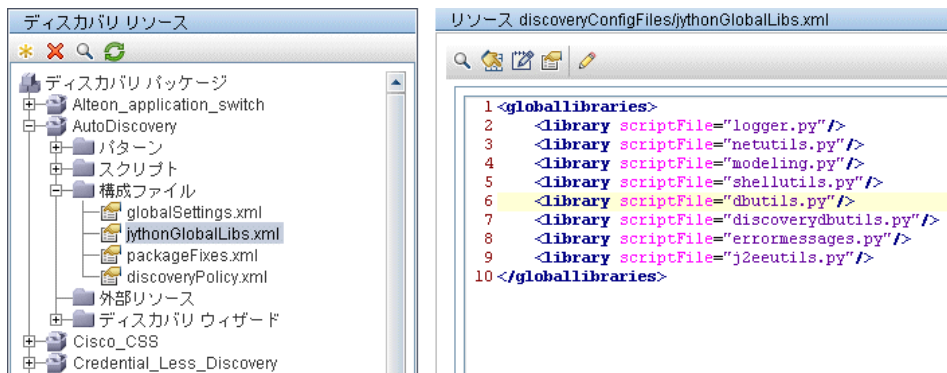 ディスカバリ リソース
ディスカバリ パッケージ
Alteon_application_switch
AutoDiscovery
パターン
スクリプト
構成ファイル
globalSettings.xml
jythonGlobalLibs.xml
packageFixes.xml
discoveryPolicy.xml
外部リソース
ディスカバリ ウィザード
Cisco_CSS
Credential_Less_Discovery
リソース discoveryConfigFiles/jythonGlobalLibs.xml
1 <globallibraries>
2 <library scriptFile="logger.py"/>
3 <library scriptFile="netutils.py"/>
4 <library scriptFile="modeling.py"/>
5 <library scriptFile="shellutils.py"/>
6 <library scriptFile="dbutils.py"/>
7 <library scriptFile="discoverydbutils.py"/>
8 <library scriptFile="errormessages.py"/>
9 <library scriptFile="j2eeutils.py"/>
10 </globallibraries>